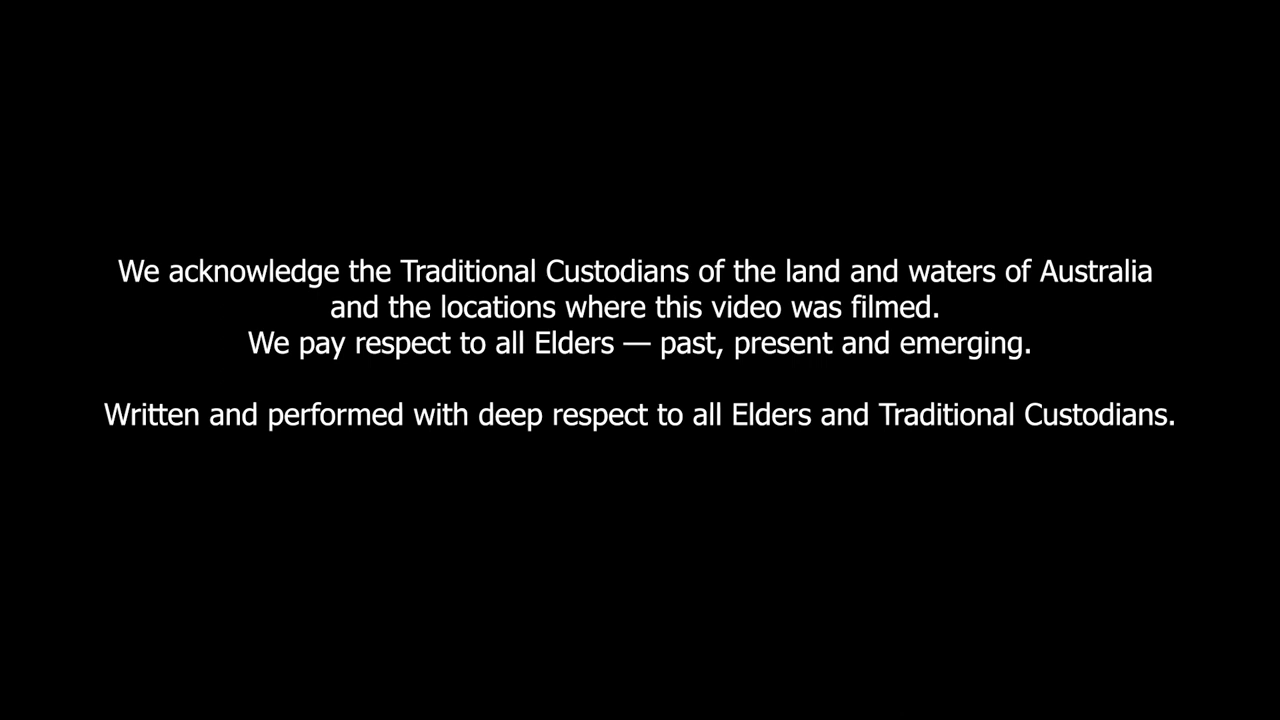 We acknowledge the Traditional Custodians of the land and waters of Australia
and the locations where this video was filmed.
We pay respect to all Elders — past, present and emerging.
Written and performed with deep respect to all Elders and Traditional Custodians.